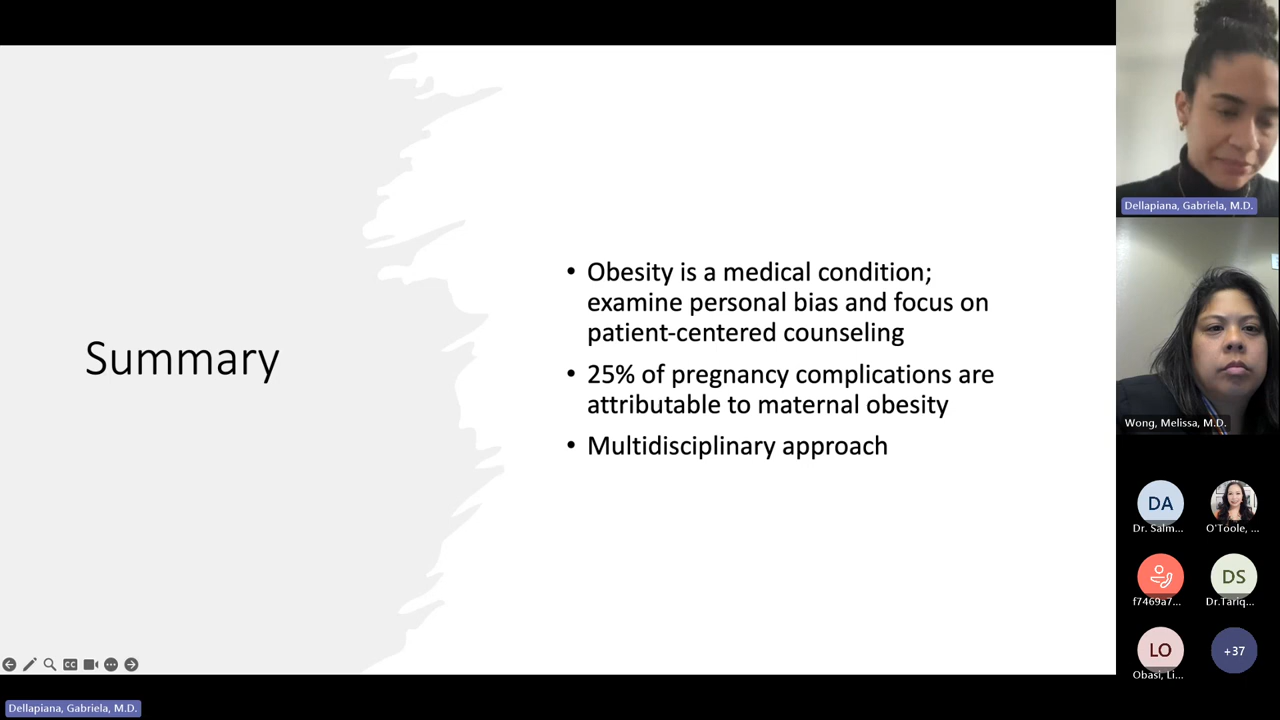 Summary
• Obesity is a medical condition;
examine personal bias and focus on
patient-centered counseling
• 25% of pregnancy complications are
attributable to maternal obesity
• Multidisciplinary approach
CC
Dellapiana, Gabriela, M.D.
Dellapiana, Gabriela, M.D.
Wong, Melissa, M.D.
DA
Dr. Salm...
O'Toole, ...
f7469a7...
DS
Dr.Tariq...
LO
Obasi, Li...
+37